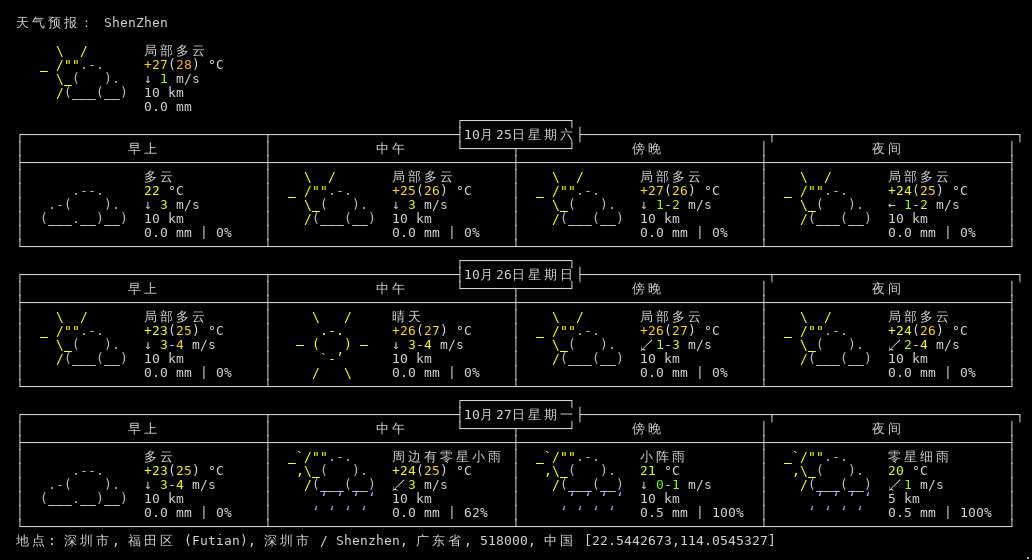 天气预报： ShenZhen
局部多云
+27(28) °C
↓ 1 m/s
10 km
0.0 mm
10月25日星期六
早上 中午 傍晚 夜间
多云 局部多云 局部多云 局部多云
22 °C +25(26) °C +27(26) °C +24(25) °C
↓ 3 m/s ↓ 3 m/s ↓ 1-2 m/s ← 1-2 m/s
10 km 10 km 10 km 10 km
0.0 mm | 0% 0.0 mm | 0% 0.0 mm | 0% 0.0 mm | 0%
10月26日星期日
早上 中午 傍晚 夜间
局部多云 晴天 局部多云 局部多云
+23(25) °C +26(27) °C +26(27) °C +24(26) °C
↓ 3-4 m/s ↓ 3-4 m/s ↙1-3 m/s ↙2-4 m/s
10 km 10 km 10 km 10 km
0.0 mm | 0% 0.0 mm | 0% 0.0 mm | 0% 0.0 mm | 0%
10月27日星期一
早上 中午 傍晚 夜间
多云 周边有零星小雨 小阵雨 零星细雨
+23(25) °C +24(25) °C 21 °C 20 °C
↓ 3-4 m/s ↙3 m/s ↓ 0-1 m/s ↙1 m/s
10 km 10 km 10 km 5 km
0.0 mm | 0% 0.0 mm | 62% 0.5 mm | 100% 0.5 mm | 100%
地点: 深圳市, 福田区 (Futian), 深圳市 / Shenzhen, 广东省, 518000, 中国 [22.5442673,114.0545327]